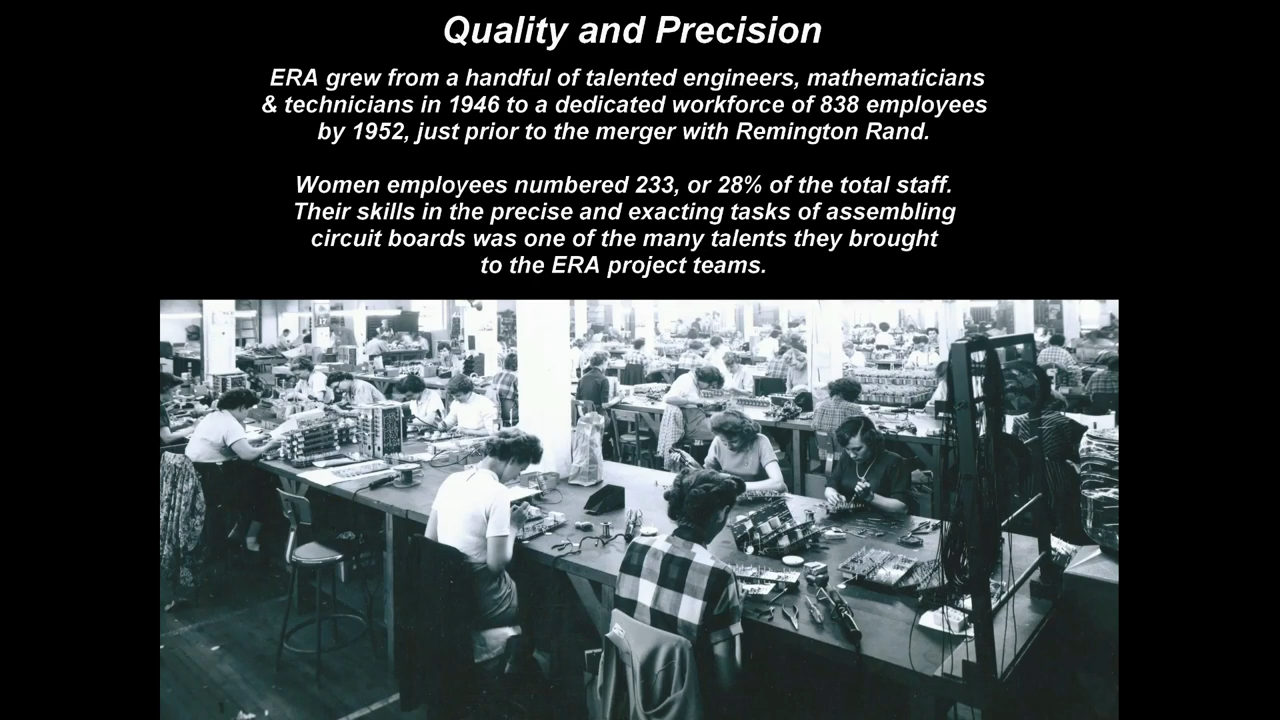 Quality and Precision
ERA grew from a handful of talented engineers, mathematicians
& technicians in 1946 to a dedicated workforce of 838 employees
by 1952, just prior to the merger with Remington Rand.
Women employees numbered 233, or 28% of the total staff.
Their skills in the precise and exacting tasks of assembling
circuit boards was one of the many talents they brought
to the ERA project teams.